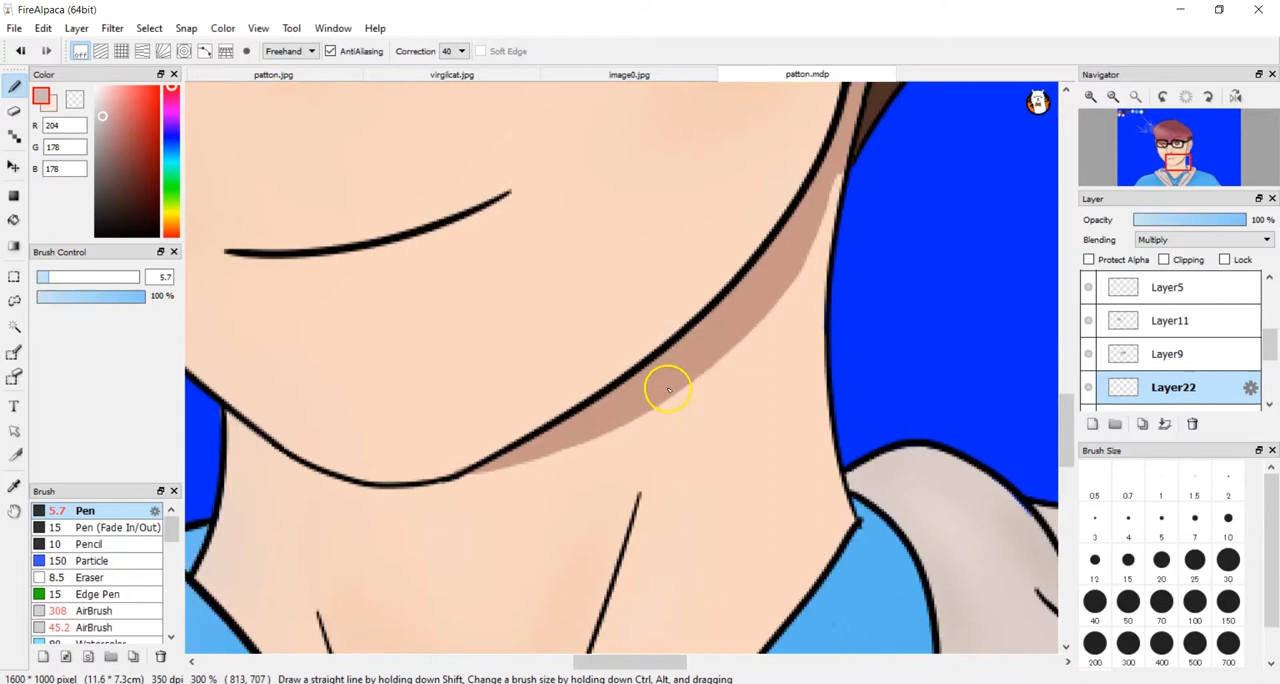 FireAlpaca (64bit)
File Edit Layer Filter Select Snap Color View Tool Window Help
off Freehand AntiAliasing Correction 40 Soft Edge
Color patton.jpg virgilcat.jpg image0.jpg patton.mdp Navigator
R 204
G 178
B 178
Layer
Opacity 100 %
Blending Multiply
Brush Control
Protect Alpha Clipping Lock
5.7
100 %
Layer5
Layer11
Layer9
Layer22
Brush Size
0.5 0.7 1 1.5 2
3 4 5 7 10
12 15 20 25 30
40 50 70 100 150
200 300 400 500 700
Brush
5.7 Pen
15 Pen (Fade In/Out)
10 Pencil
150 Particle
8.5 Eraser
15 Edge Pen
308 AirBrush
45.2 AirBrush
80 Watercolor
1600 * 1000 pixel (11.6 * 7.3cm) 350 dpi 300 % ( 813, 707 ) Draw a straight line by holding down Shift, Change a brush size by holding down Ctrl, Alt, and dragging